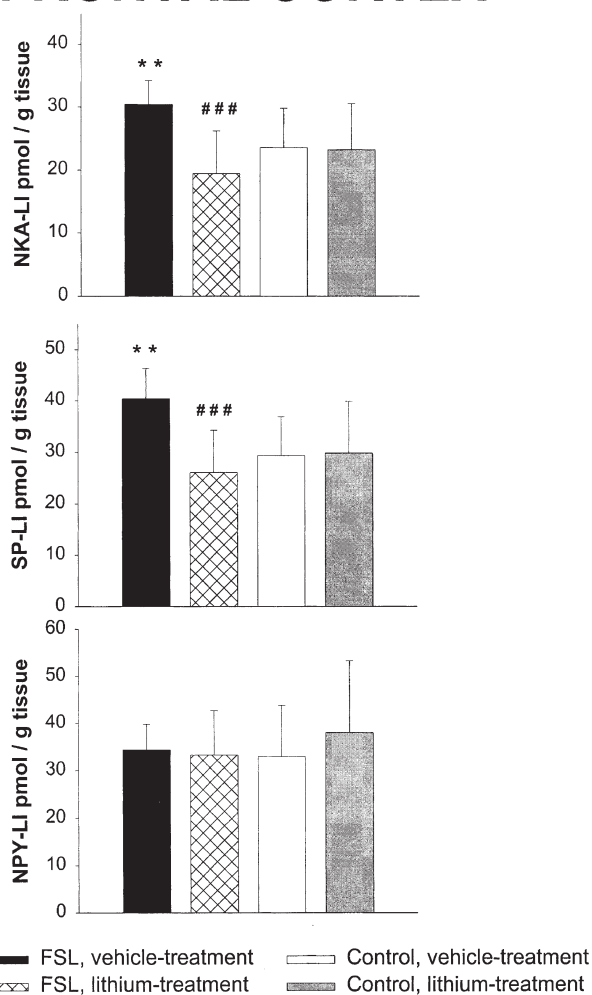 40
* *
30
# # #
20
10
0
NKA-LI pmol / g tissue
50
* *
40
# # #
30
20
10
0
SP-LI pmol / g tissue
60
50
40
30
20
10
0
NPY-LI pmol / g tissue
FSL, vehicle-treatment
Control, vehicle-treatment
FSL, lithium-treatment
Control, lithium-treatment